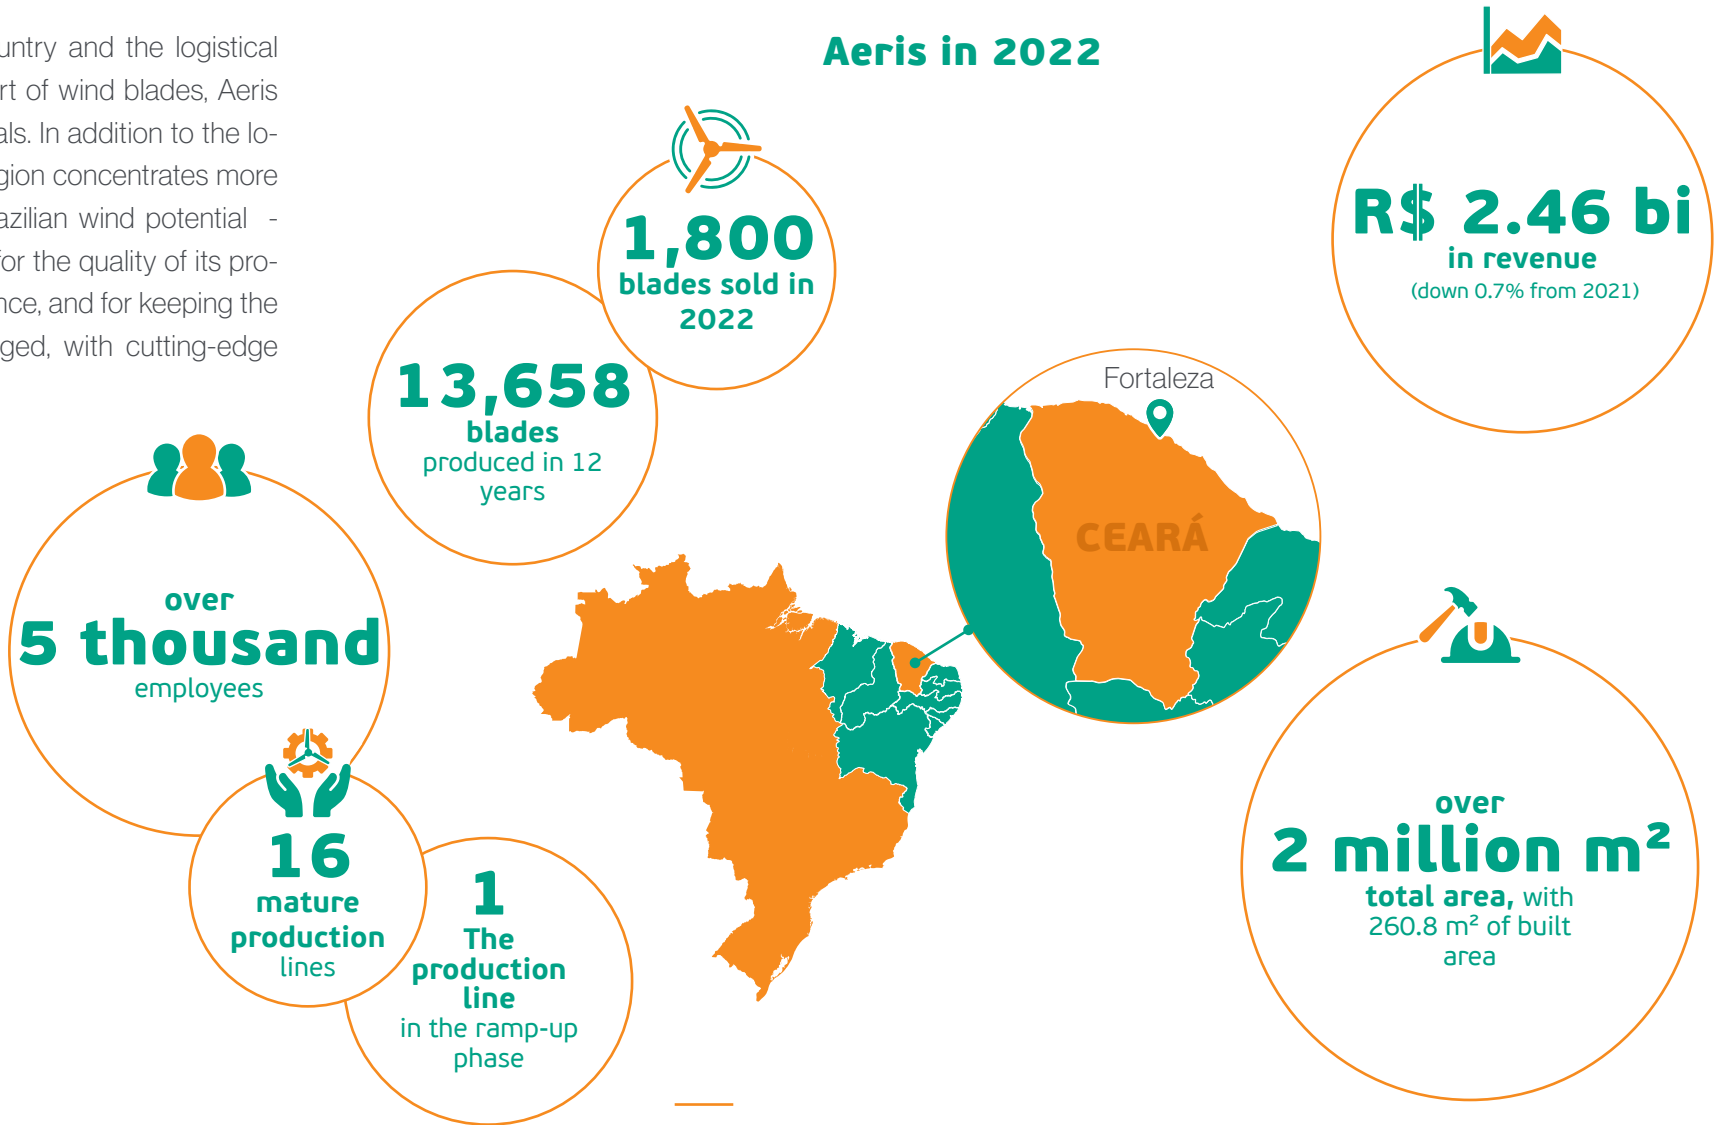 untry and the logistical
rt of wind blades, Aeris
als. In addition to the lo-
gion concentrates more
azilian wind potential -
for the quality of its pro-
nce, and for keeping the
ged, with cutting-edge
Aeris in 2022
1,800
blades sold in
2022
13,658
blades
produced in 12
years
R$ 2.46 bi
in revenue
(down 0.7% from 2021)
Fortaleza
CEARÁ
over
5 thousand
employees
16
mature
production
lines
1
The
production
line
in the ramp-up
phase
over
2 million m²
total area, with
260.8 m² of built
area